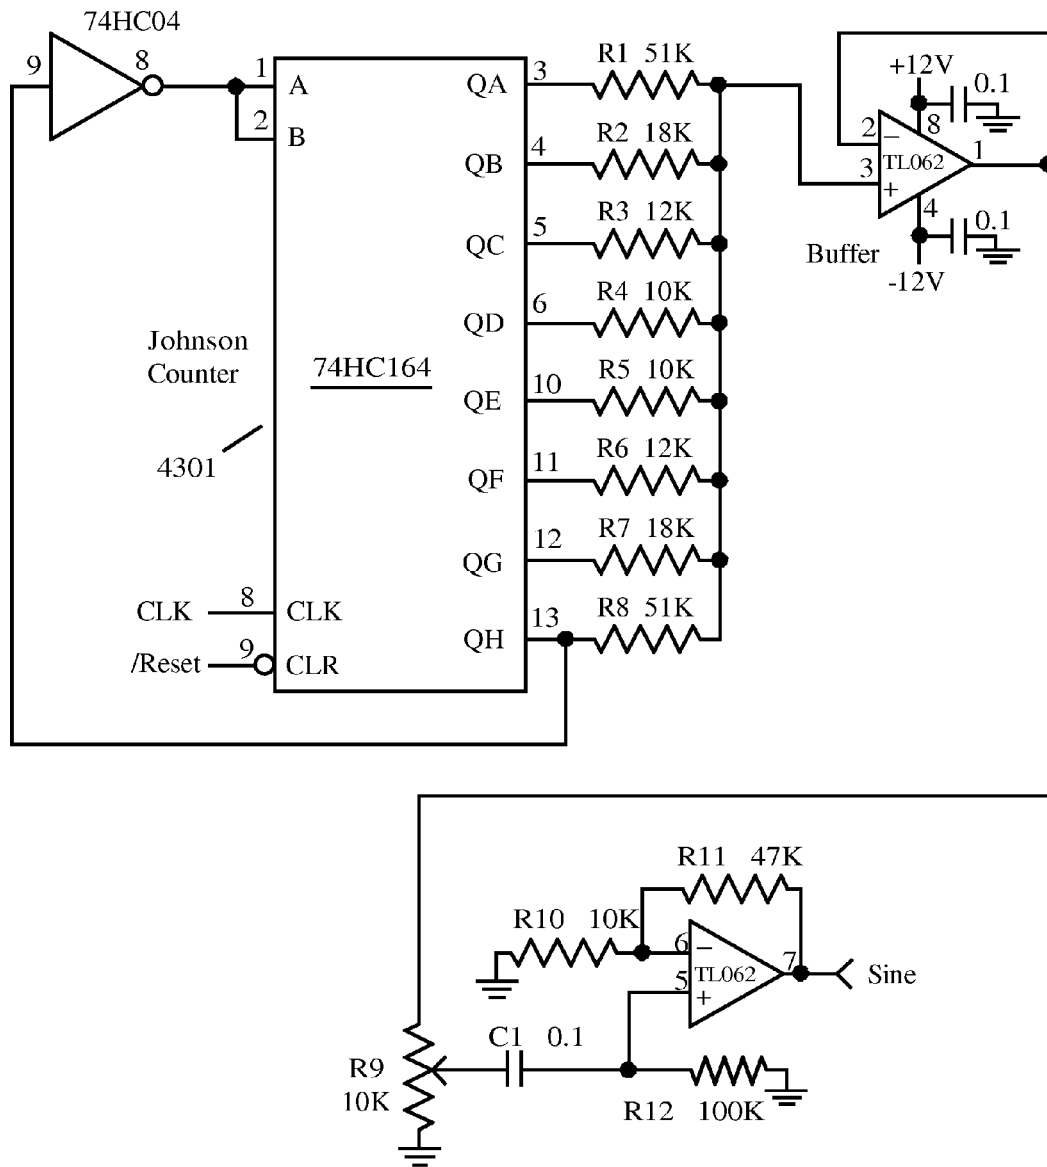 74HC04
9
8
1
A
2
B
QA
3
R1 51K
QB
4
R2 18K
QC
5
R3 12K
QD
6
R4 10K
QE
10
R5 10K
QF
11
R6 12K
QG
12
R7 18K
QH
13
R8 51K
Johnson
Counter
74HC164
4301
CLK
8
CLK
/Reset
9
CLR
+12V
0.1
8
2
−
TL062
1
3
+
4
0.1
Buffer
-12V
R11 47K
R10 10K
6
−
TL062
7
5
+
Sine
C1 0.1
R9
10K
R12 100K